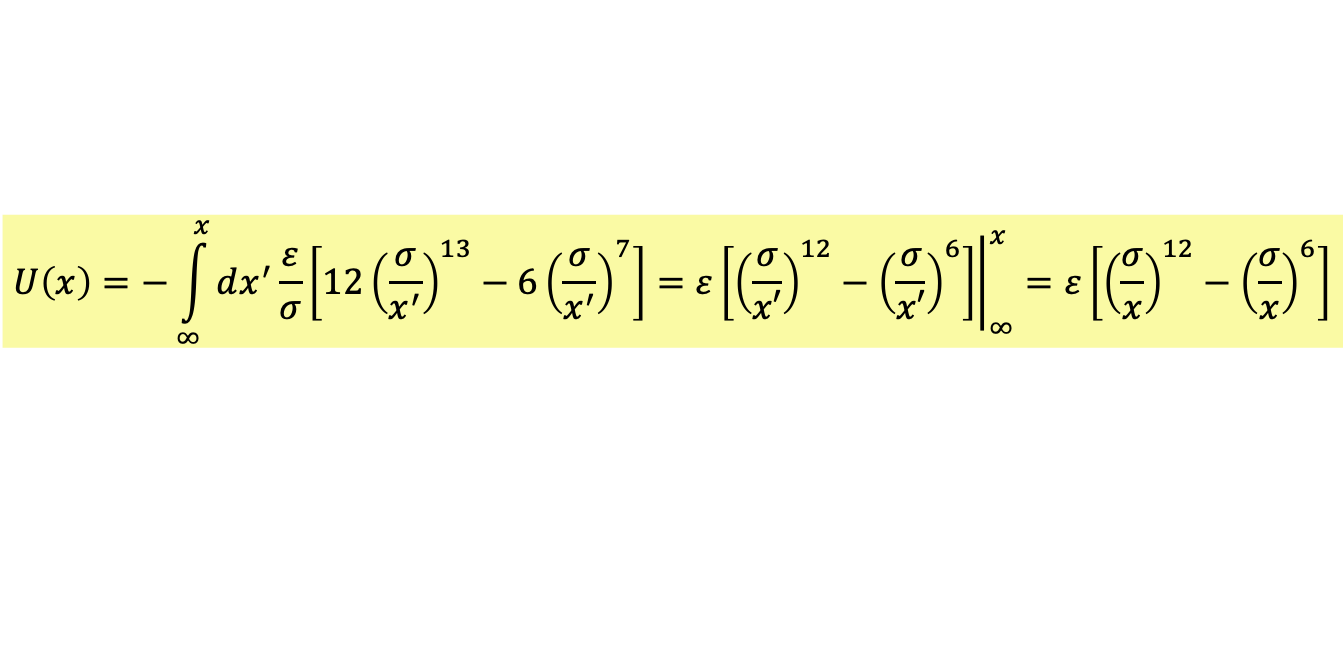 U(x) = − ∫_∞^x dx′ ε/σ [12 (σ/x′)^13 − 6 (σ/x′)^7] = ε [(σ/x′)^12 − (σ/x′)^6]|_∞^x = ε [(σ/x)^12 − (σ/x)^6]